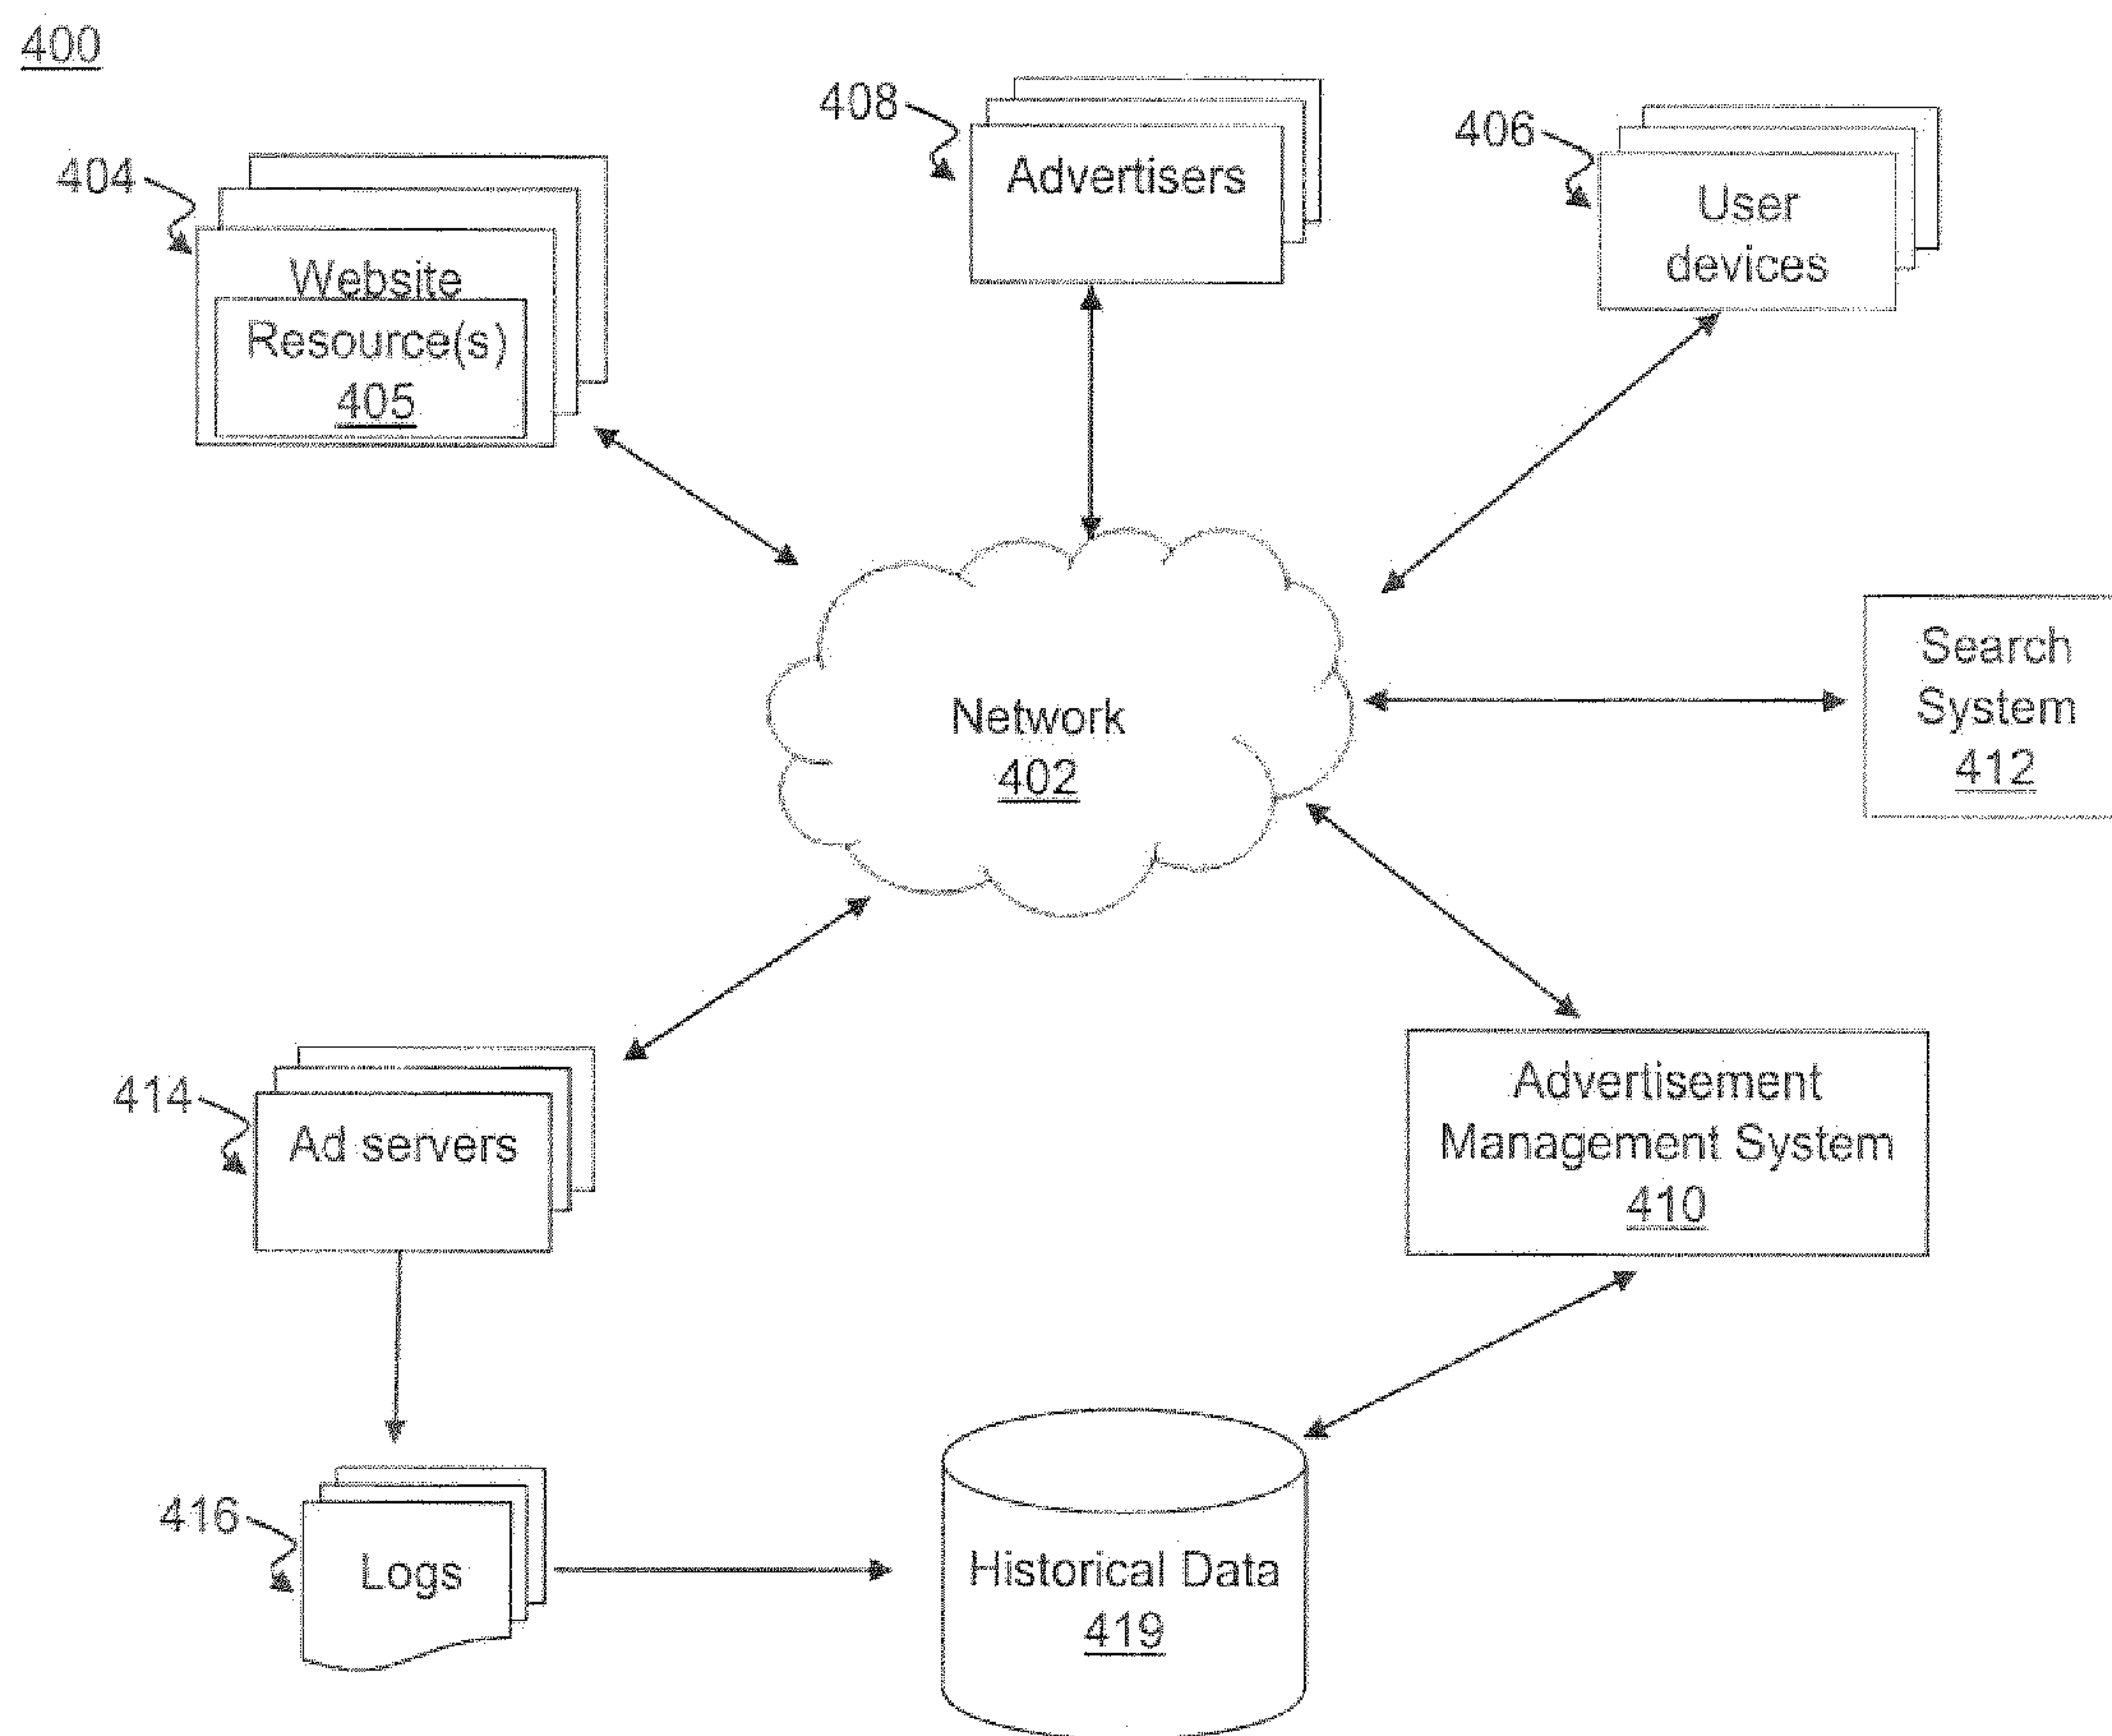 400
408
Advertisers
406
User
devices
404
Website
Resource(s)
405
Network
402
Search
System
412
414
Ad servers
Advertisement
Management System
410
416
Logs
Historical Data
419